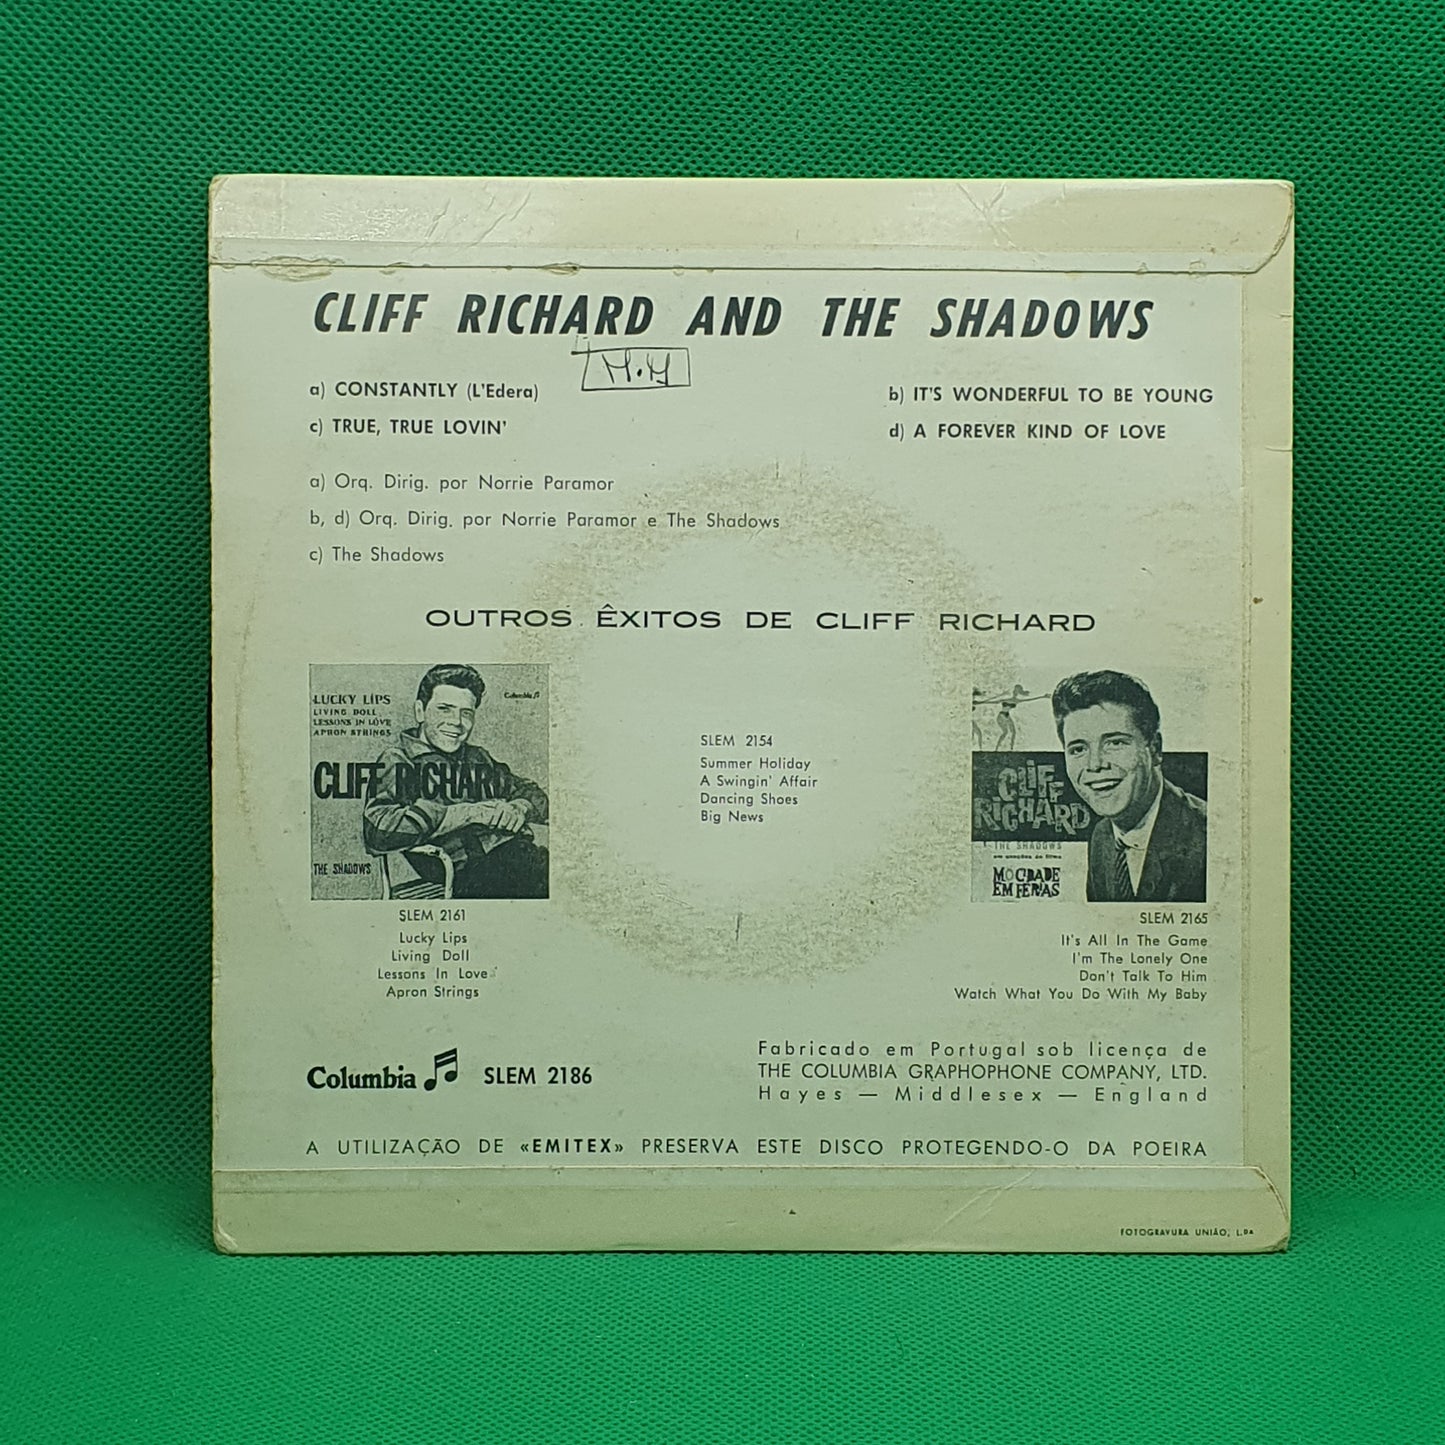 CLIFF RICHARD AND THE SHADOWS
M.M
a) CONSTANTLY (L'Edera)
b) IT'S WONDERFUL TO BE YOUNG
c) TRUE, TRUE LOVIN'
d) A FOREVER KIND OF LOVE
a) Orq. Dirig. por Norrie Paramor
b, d) Orq. Dirig. por Norrie Paramor e The Shadows
c) The Shadows
OUTROS ÊXITOS DE CLIFF RICHARD
LUCKY LIPS
LIVING DOLL
LESSONS IN LOVE
APRON STRINGS
Columbia
CLIFF RICHARD
THE SHADOWS
SLEM 2161
Lucky Lips
Living Doll
Lessons In Love
Apron Strings
SLEM 2154
Summer Holiday
A Swingin' Affair
Dancing Shoes
Big News
CLIFF
RICHARD
THE SHADOWS
em canções do filme
MOCIDADE
EM FÉRIAS
SLEM 2165
It's All In The Game
I'm The Lonely One
Don't Talk To Him
Watch What You Do With My Baby
Columbia SLEM 2186
Fabricado em Portugal sob licença de
THE COLUMBIA GRAPHOPHONE COMPANY, LTD.
Hayes — Middlesex — England
A UTILIZAÇÃO DE «EMITEX» PRESERVA ESTE DISCO PROTEGENDO-O DA POEIRA
FOTOGRAVURA UNIÃO, L.DA